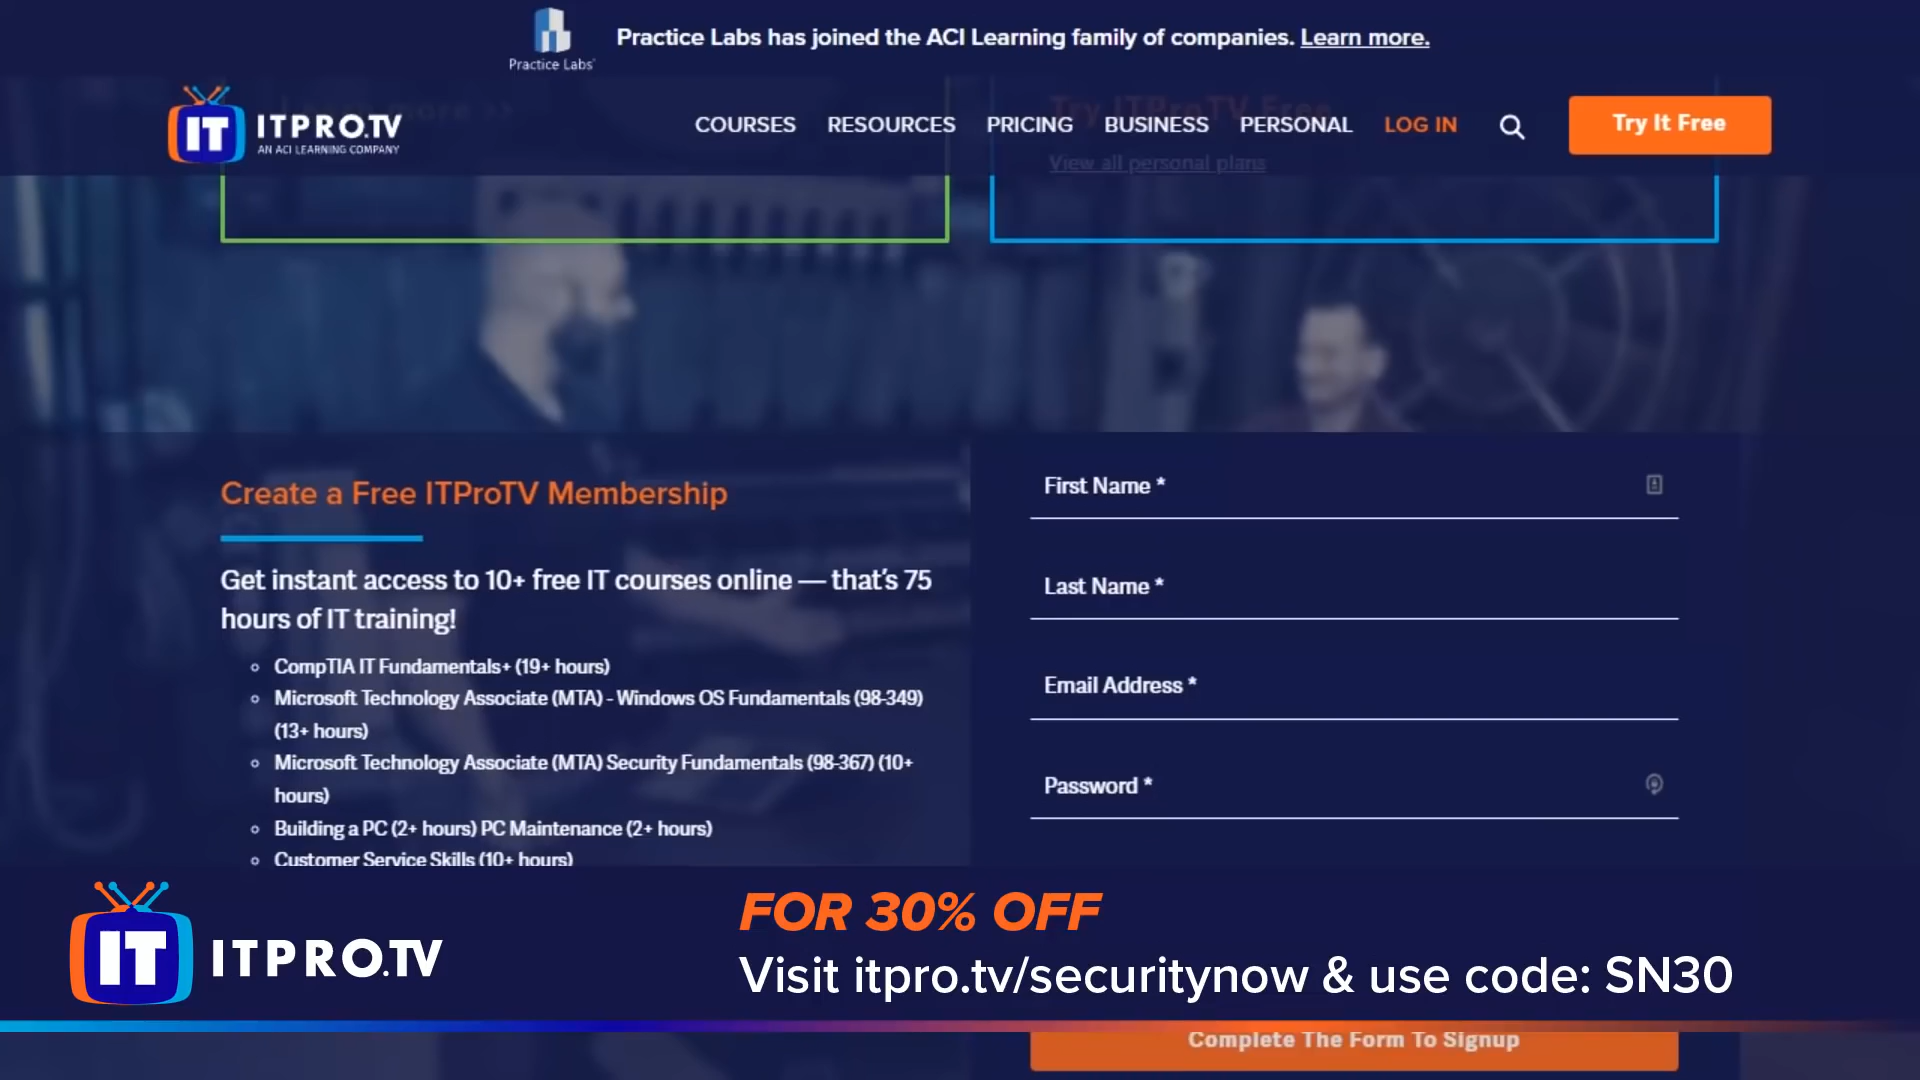 Practice Labs
Practice Labs has joined the ACI Learning family of companies. Learn more.
IT ITPRO.TV
AN ACI LEARNING COMPANY
COURSES RESOURCES PRICING BUSINESS PERSONAL LOG IN Try It Free
Try ITProTV Free
View all personal plans
Create a Free ITProTV Membership
Get instant access to 10+ free IT courses online — that's 75
hours of IT training!
CompTIA IT Fundamentals+ (19+ hours)
Microsoft Technology Associate (MTA) - Windows OS Fundamentals (98-349)
(13+ hours)
Microsoft Technology Associate (MTA) Security Fundamentals (98-367) (10+
hours)
Building a PC (2+ hours) PC Maintenance (2+ hours)
Customer Service Skills (10+ hours)
First Name *
Last Name *
Email Address *
Password *
IT ITPRO.TV
FOR 30% OFF
Visit itpro.tv/securitynow & use code: SN30
Complete The Form To Signup